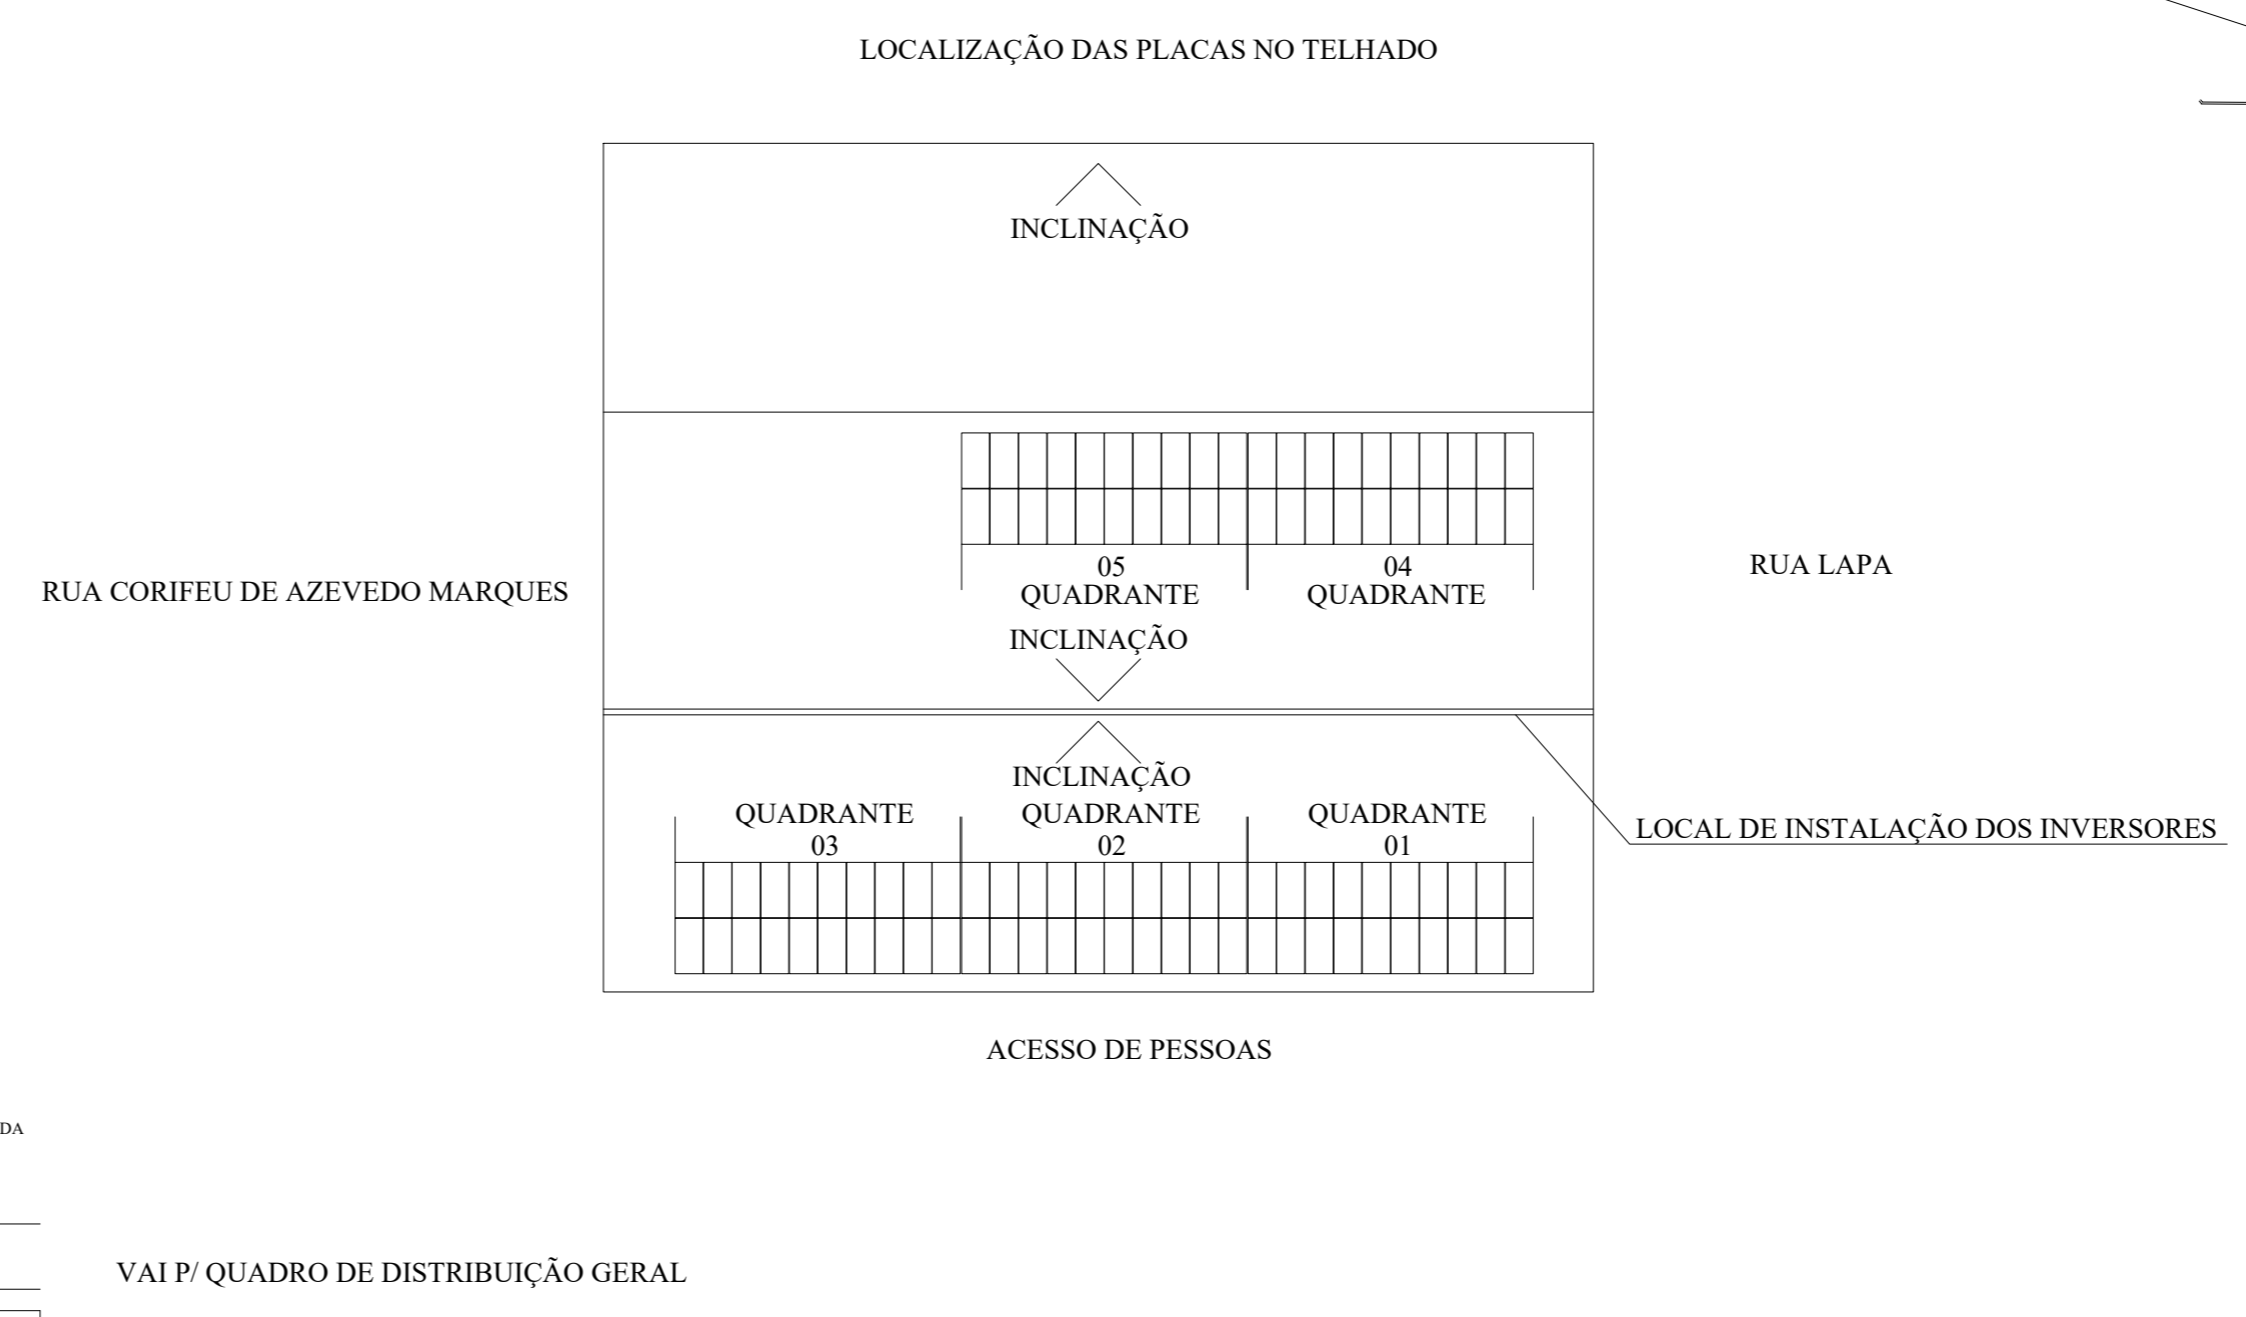 LOCALIZAÇÃO DAS PLACAS NO TELHADO
INCLINAÇÃO
05
04
QUADRANTE
QUADRANTE
RUA LAPA
RUA CORIFEU DE AZEVEDO MARQUES
INCLINAÇÃO
INCLINAÇÃO
QUADRANTE
QUADRANTE
QUADRANTE
03
02
01
LOCAL DE INSTALAÇÃO DOS INVERSORES
ACESSO DE PESSOAS
DA
VAI P/ QUADRO DE DISTRIBUIÇÃO GERAL